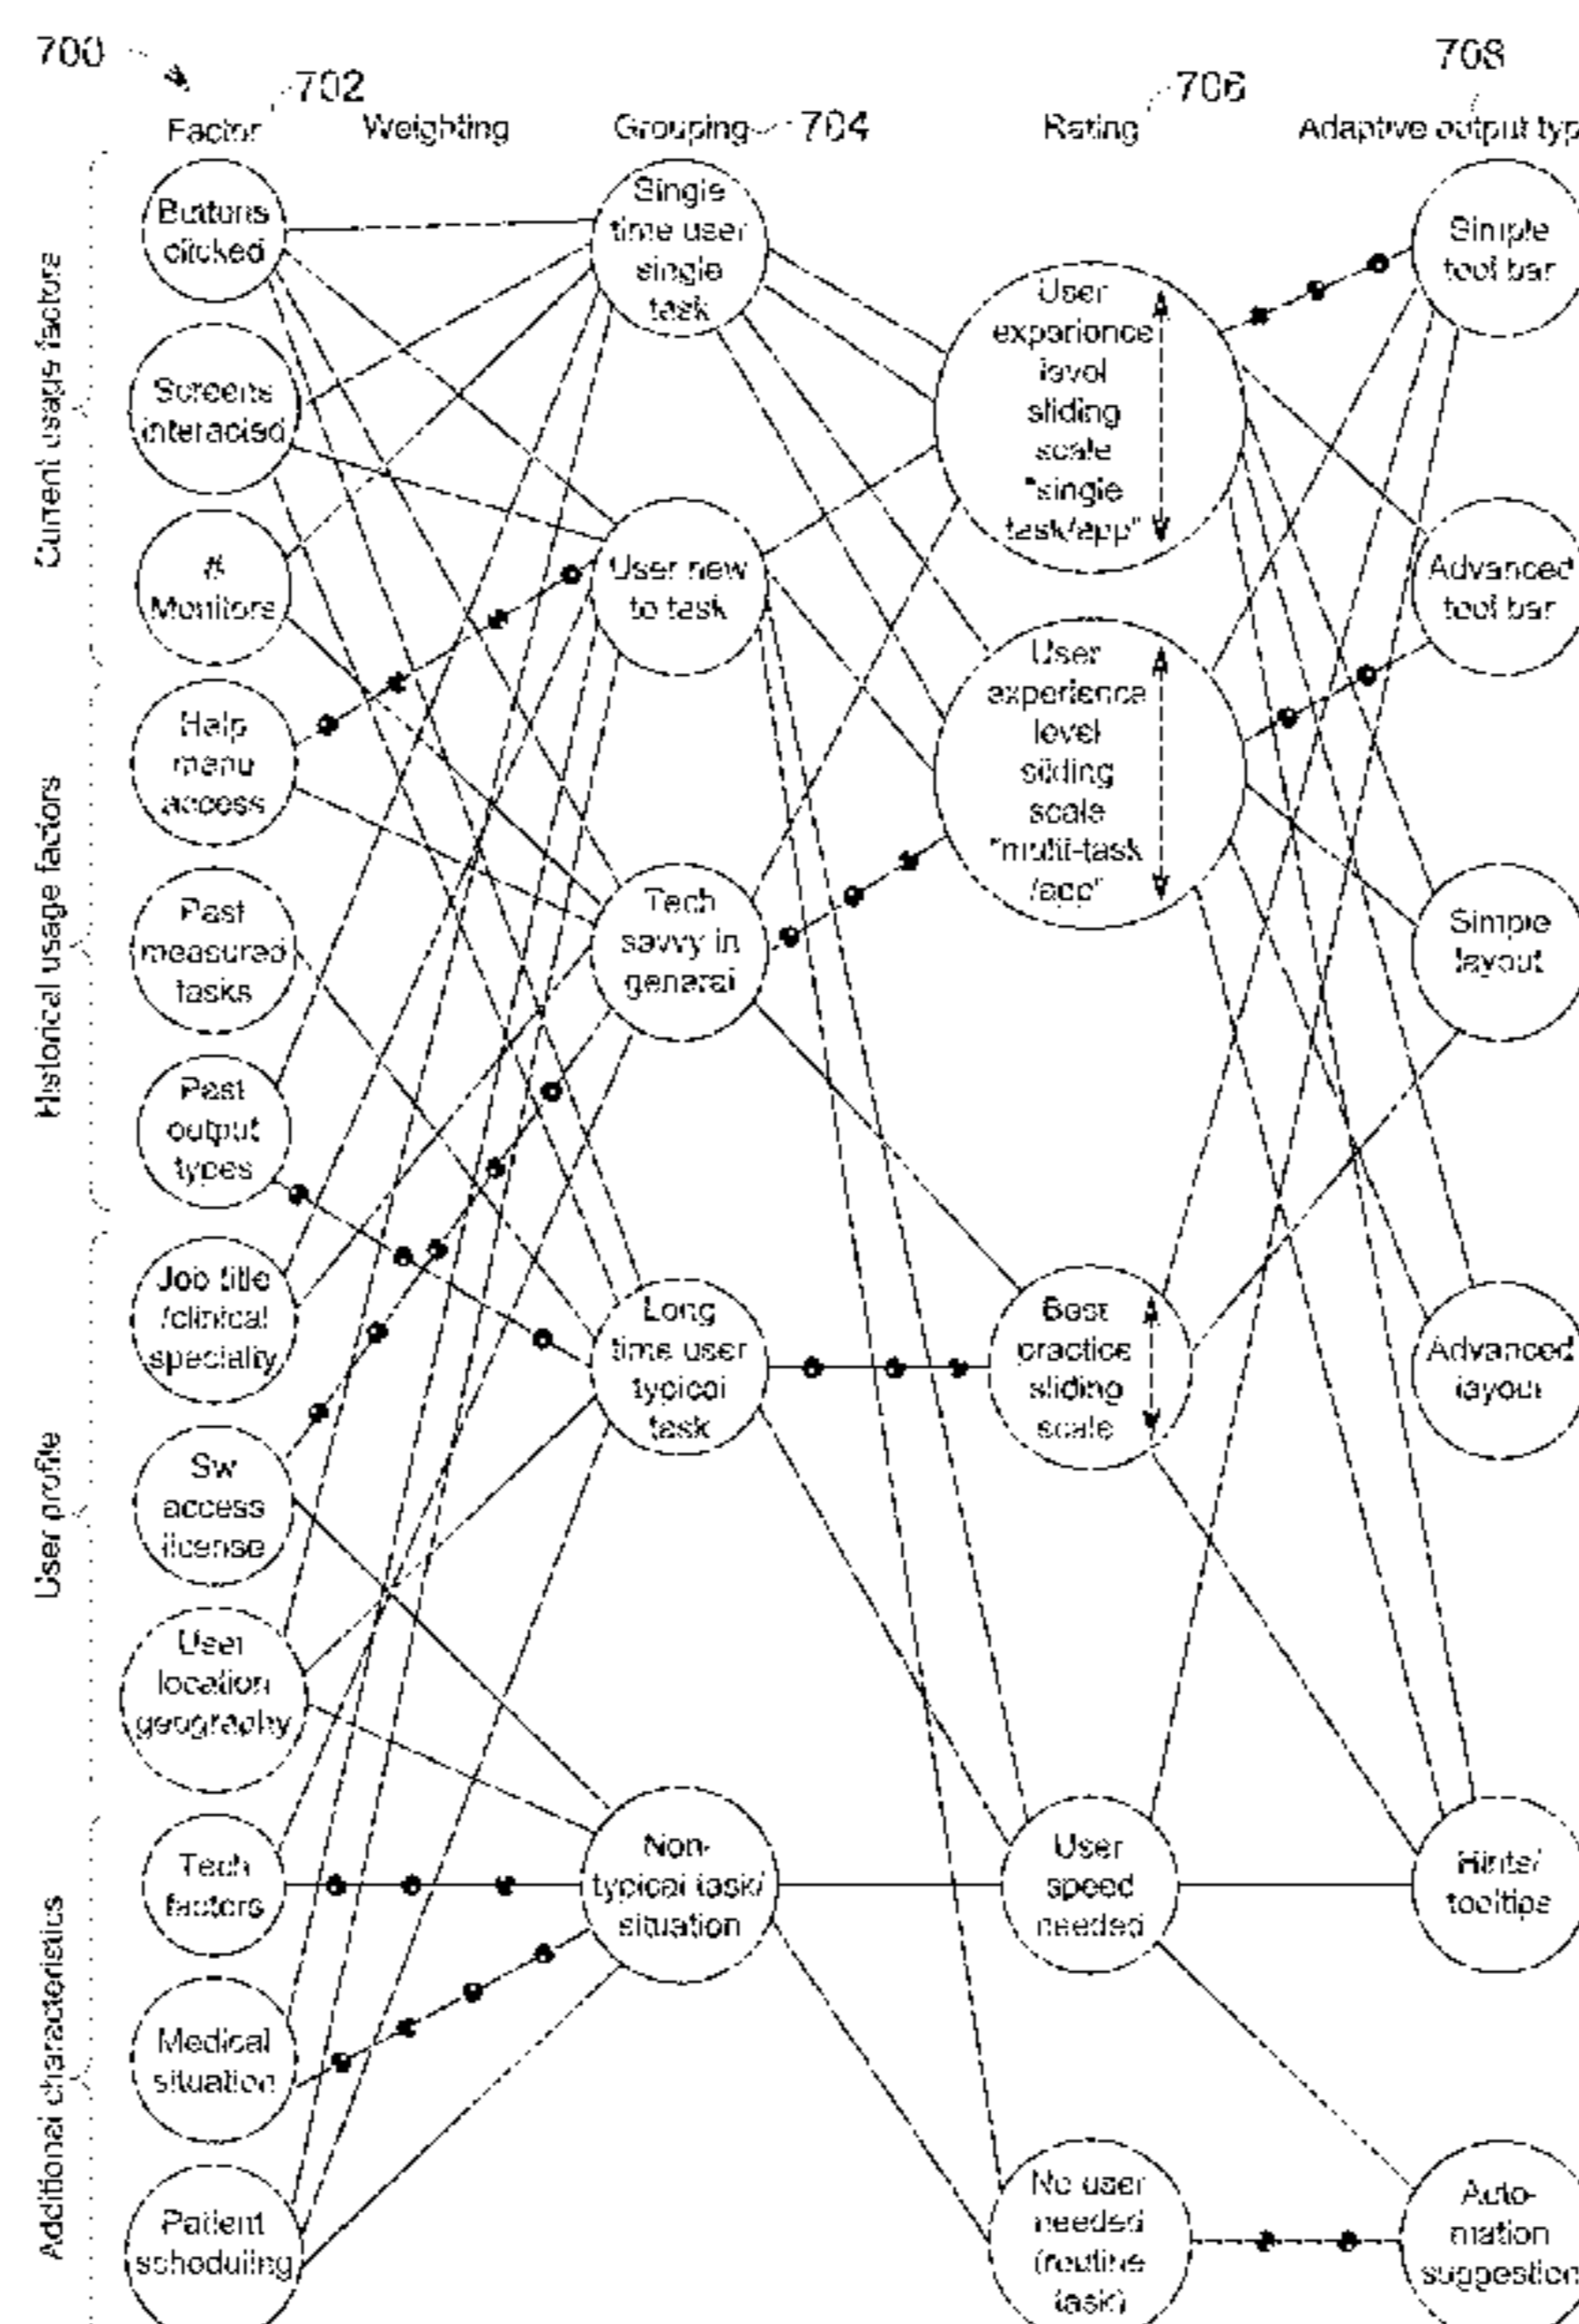 700
702
704
706
708
Factor
Weighting
Grouping
Rating
Adaptive output typ
Current usage factors
Historical usage factors
User profile
Additional characteristics
Buttons
clicked
Screens
interacted
#
Monitors
Help
menu
access
Past
measured
tasks
Past
output
types
Job title
/clinical
specialty
Sw
access
license
User
location
geography
Tech
factors
Medical
situation
Patient
scheduling
Single
time user
single
task
User new
to task
Tech
savvy in
general
Long
time user
typical
task
Non-
typical task/
situation
User
experience
level
sliding
scale
"single
task/app"
User
experience
level
sliding
scale
"multi-task
/app"
Best
practice
sliding
scale
User
speed
needed
No user
needed
(routine
task)
Simple
tool bar
Advanced
tool bar
Simple
layout
Advanced
layout
Hints/
tooltips
Auto-
mation
suggestion